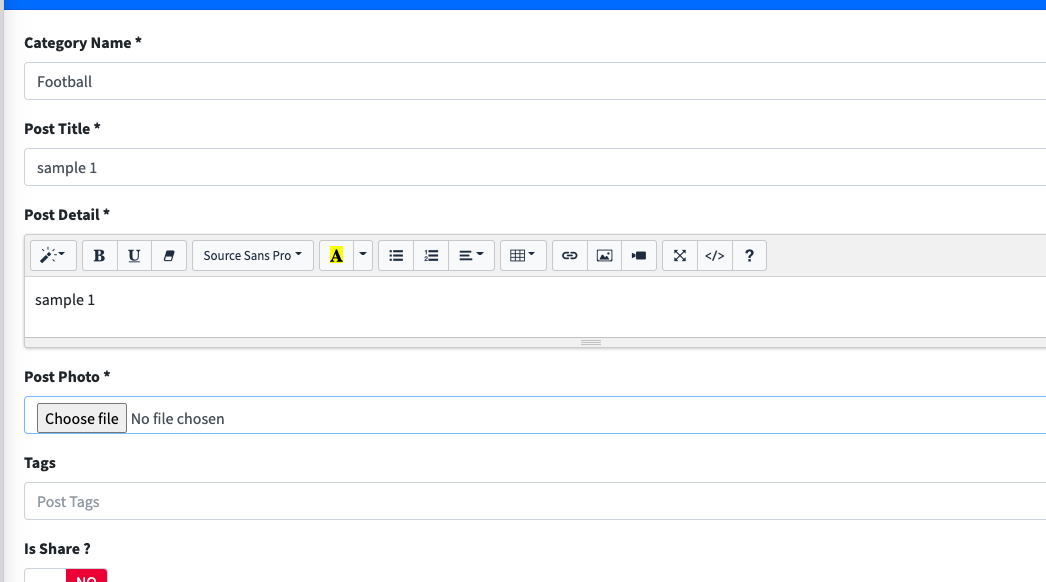 Category Name *
Football
Post Title *
sample 1
Post Detail *
B U Source Sans Pro A </> ?
sample 1
Post Photo *
Choose file No file chosen
Tags
Post Tags
Is Share ?
NO